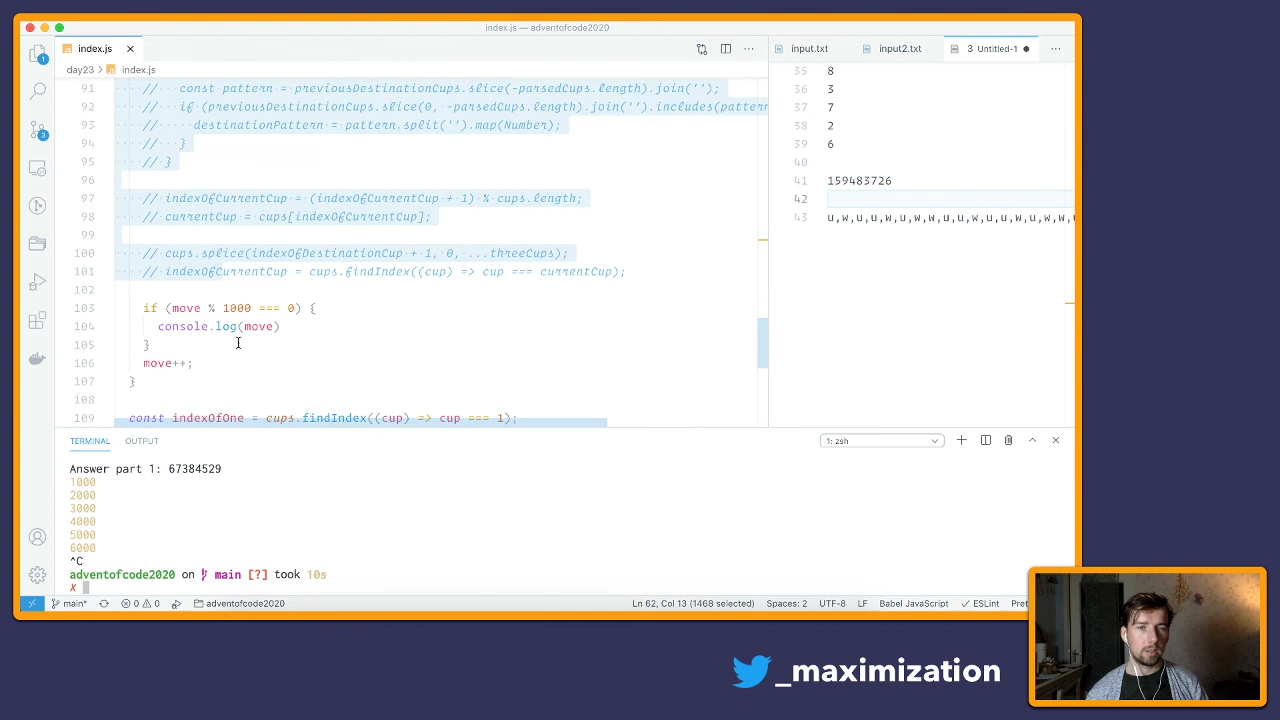 index.js — adventofcode2020
index.js
input.txt
input2.txt
3 Untitled-1
day23 > index.js
91 // const pattern = previousDestinationCups.slice(-parsedCups.length).join('');
92 // if (previousDestinationCups.slice(0, -parsedCups.length).join('').includes(pattern
93 // destinationPattern = pattern.split('').map(Number);
94 // }
95 // }
96
97 // indexOfCurrentCup = (indexOfCurrentCup + 1) % cups.length;
98 // currentCup = cups[indexOfCurrentCup];
99
100 // cups.splice(indexOfDestinationCup + 1, 0, ...threeCups);
101 // indexOfCurrentCup = cups.findIndex((cup) => cup === currentCup);
102
103 if (move % 1000 === 0) {
104 console.log(move)
105 }
106 move++;
107 }
108
109 const indexOfOne = cups.findIndex((cup) => cup === 1);
35 8
36 3
37 7
38 2
39 6
40
41 159483726
42
43 u,w,u,u,w,u,w,w,u,u,w,u,u,w,u,w,w,u
TERMINAL
OUTPUT
1: zsh
Answer part 1: 67384529
1000
2000
3000
4000
5000
6000
^C
adventofcode2020 on main [?] took 10s
✗
main*
0 0
adventofcode2020
Ln 62, Col 13 (1468 selected)
Spaces: 2
UTF-8
LF
Babel JavaScript
ESLint
Pret
_maximization